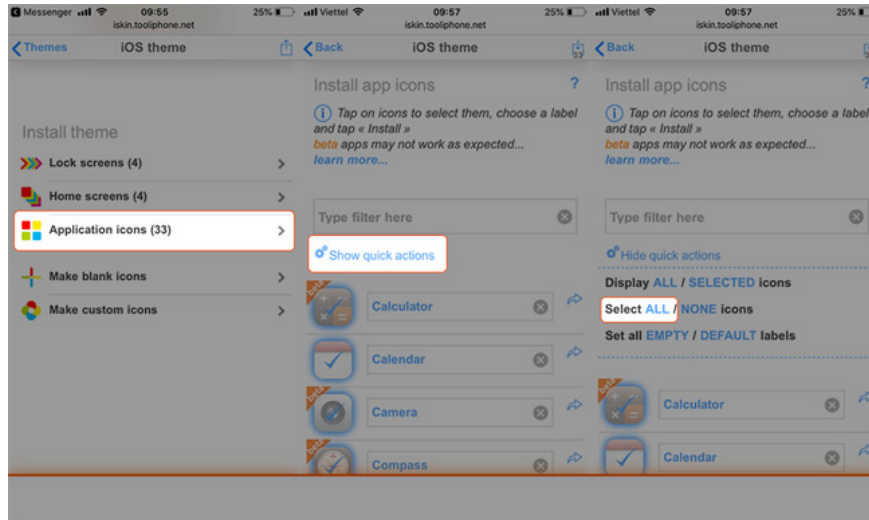 Messenger 09:55 25%
iskin.tooliphone.net
Themes iOS theme
Install theme
Lock screens (4)
Home screens (4)
Application icons (33)
Make blank icons
Make custom icons
Viettel 09:57 25%
iskin.tooliphone.net
Back iOS theme 33
Install app icons ?
Tap on icons to select them, choose a label
and tap « Install »
beta apps may not work as expected...
learn more...
Type filter here
Show quick actions
beta
Calculator
Calendar
beta
Camera
beta
Compass
Viettel 09:57 25%
iskin.tooliphone.net
Back iOS theme
Install app icons ?
Tap on icons to select them, choose a label
and tap « Install »
beta apps may not work as expected...
learn more...
Type filter here
Hide quick actions
Display ALL / SELECTED icons
Select ALL / NONE icons
Set all EMPTY / DEFAULT labels
beta
Calculator
Calendar